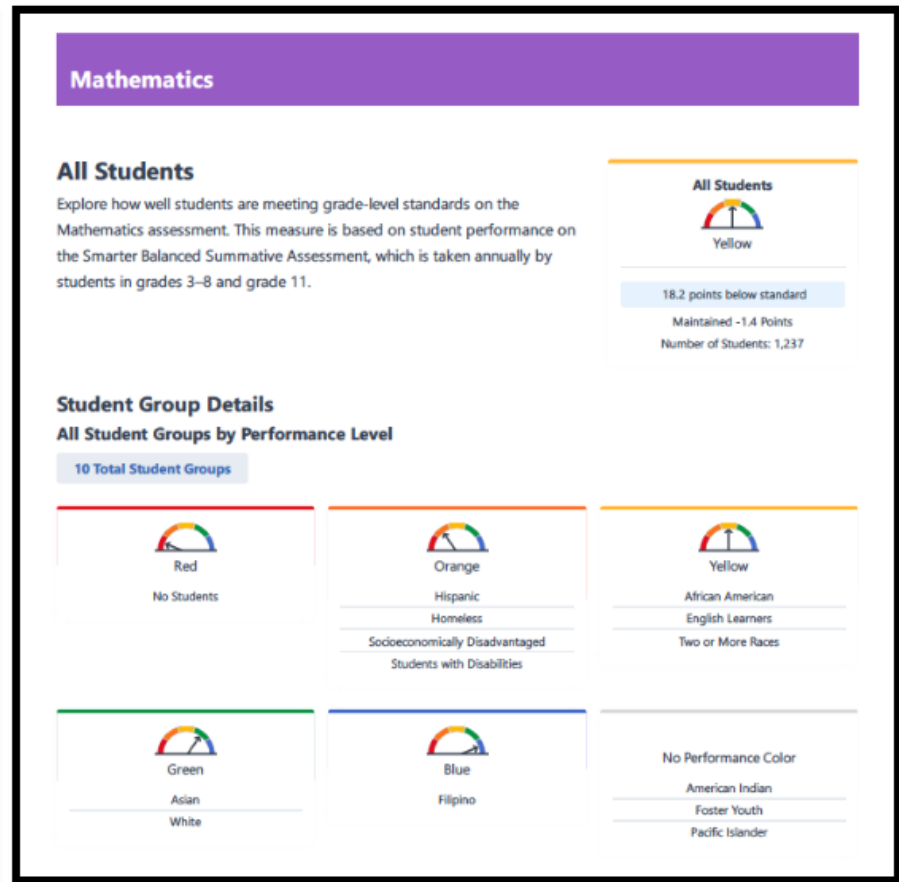 Mathematics
All Students
Explore how well students are meeting grade-level standards on the
Mathematics assessment. This measure is based on student performance on
the Smarter Balanced Summative Assessment, which is taken annually by
students in grades 3–8 and grade 11.
All Students
Yellow
18.2 points below standard
Maintained -1.4 Points
Number of Students: 1,237
Student Group Details
All Student Groups by Performance Level
10 Total Student Groups
Red
No Students
Orange
Hispanic
Homeless
Socioeconomically Disadvantaged
Students with Disabilities
Yellow
African American
English Learners
Two or More Races
Green
Asian
White
Blue
Filipino
No Performance Color
American Indian
Foster Youth
Pacific Islander